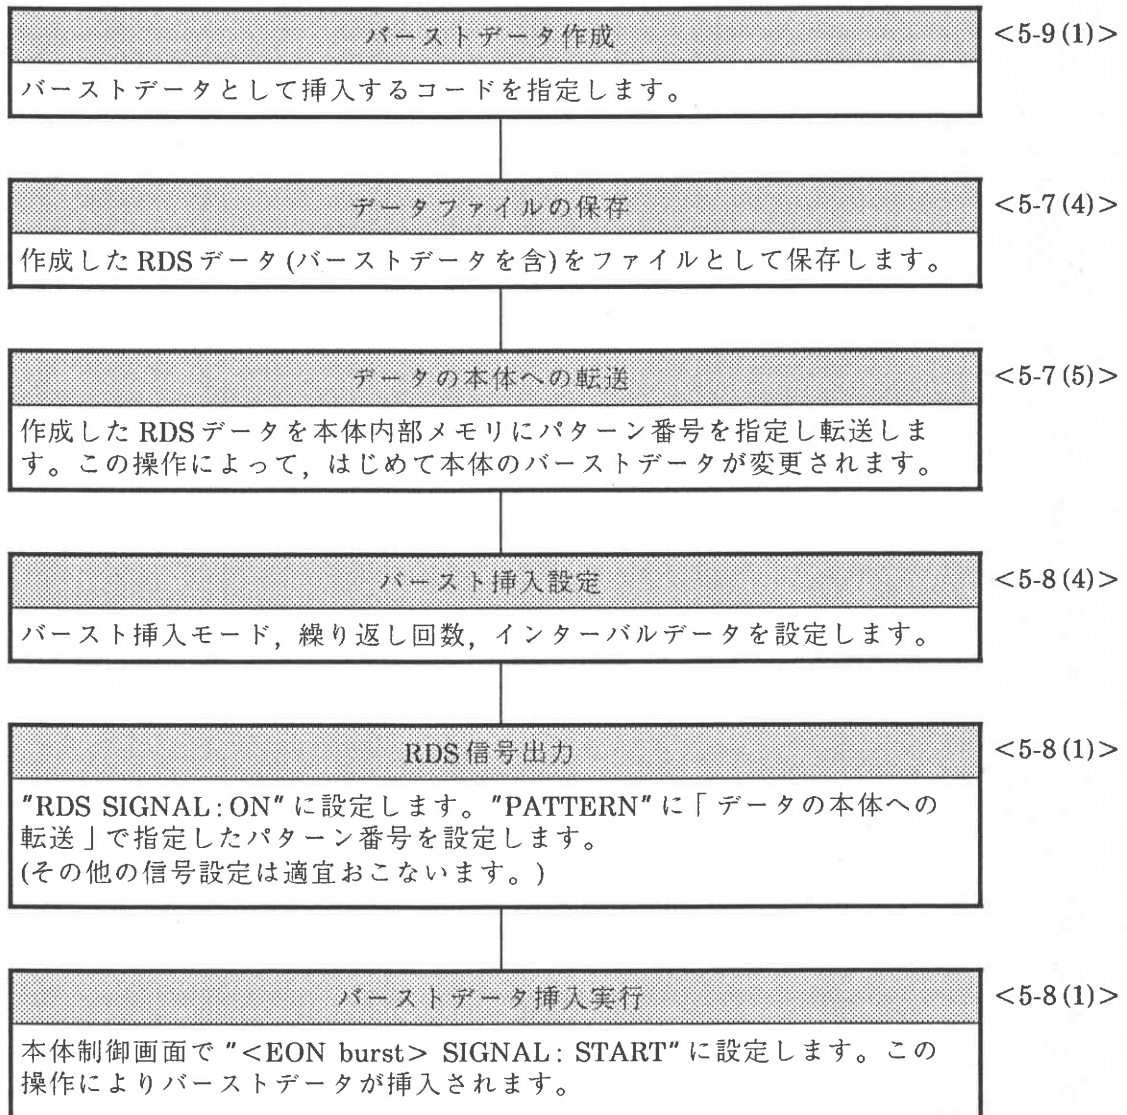 バーストデータ作成 <5-9(1)>
バーストデータとして挿入するコードを指定します。
データファイルの保存 <5-7(4)>
作成したRDSデータ(バーストデータを含)をファイルとして保存します。
データの本体への転送 <5-7(5)>
作成したRDSデータを本体内部メモリにパターン番号を指定し転送しま
す。この操作によって,はじめて本体のバーストデータが変更されます。
バースト挿入設定 <5-8(4)>
バースト挿入モード,繰り返し回数,インターバルデータを設定します。
RDS信号出力 <5-8(1)>
"RDS SIGNAL:ON"に設定します。"PATTERN"に「データの本体への
転送」で指定したパターン番号を設定します。
(その他の信号設定は適宜おこないます。)
バーストデータ挿入実行 <5-8(1)>
本体制御画面で"<EON burst> SIGNAL: START"に設定します。この
操作によりバーストデータが挿入されます。